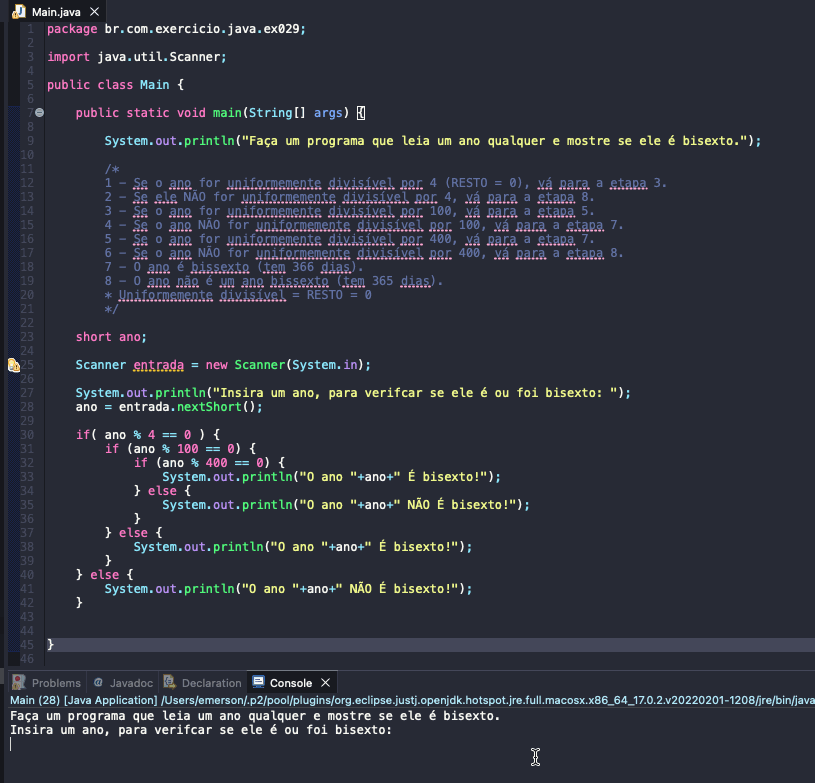 Main.java
1 package br.com.exercicio.java.ex029;
2
3 import java.util.Scanner;
4
5 public class Main {
6
7 public static void main(String[] args) {
8
9 System.out.println("Faça um programa que leia um ano qualquer e mostre se ele é bisexto.");
10
11 /*
12 1 – Se o ano for uniformemente divisível por 4 (RESTO = 0), vá para a etapa 3.
13 2 – Se ele NÃO for uniformemente divisível por 4, vá para a etapa 8.
14 3 – Se o ano for uniformemente divisível por 100, vá para a etapa 5.
15 4 – Se o ano NÃO for uniformemente divisível por 100, vá para a etapa 7.
16 5 – Se o ano for uniformemente divisível por 400, vá para a etapa 7.
17 6 – Se o ano NÃO for uniformemente divisível por 400, vá para a etapa 8.
18 7 – O ano é bissexto (tem 366 dias).
19 8 – O ano não é um ano bissexto (tem 365 dias).
20 * Uniformemente divisível = RESTO = 0
21 */
22
23 short ano;
24
25 Scanner entrada = new Scanner(System.in);
26
27 System.out.println("Insira um ano, para verifcar se ele é ou foi bisexto: ");
28 ano = entrada.nextShort();
29
30 if( ano % 4 == 0 ) {
31 if (ano % 100 == 0) {
32 if (ano % 400 == 0) {
33 System.out.println("O ano "+ano+" É bisexto!");
34 } else {
35 System.out.println("O ano "+ano+" NÃO É bisexto!");
36 }
37 } else {
38 System.out.println("O ano "+ano+" É bisexto!");
39 }
40 } else {
41 System.out.println("O ano "+ano+" NÃO É bisexto!");
42 }
43
44
45 }
46
Problems @ Javadoc Declaration Console
Main (28) [Java Application] /Users/emerson/.p2/pool/plugins/org.eclipse.justj.openjdk.hotspot.jre.full.macosx.x86_64_17.0.2.v20220201-1208/jre/bin/java
Faça um programa que leia um ano qualquer e mostre se ele é bisexto.
Insira um ano, para verifcar se ele é ou foi bisexto: